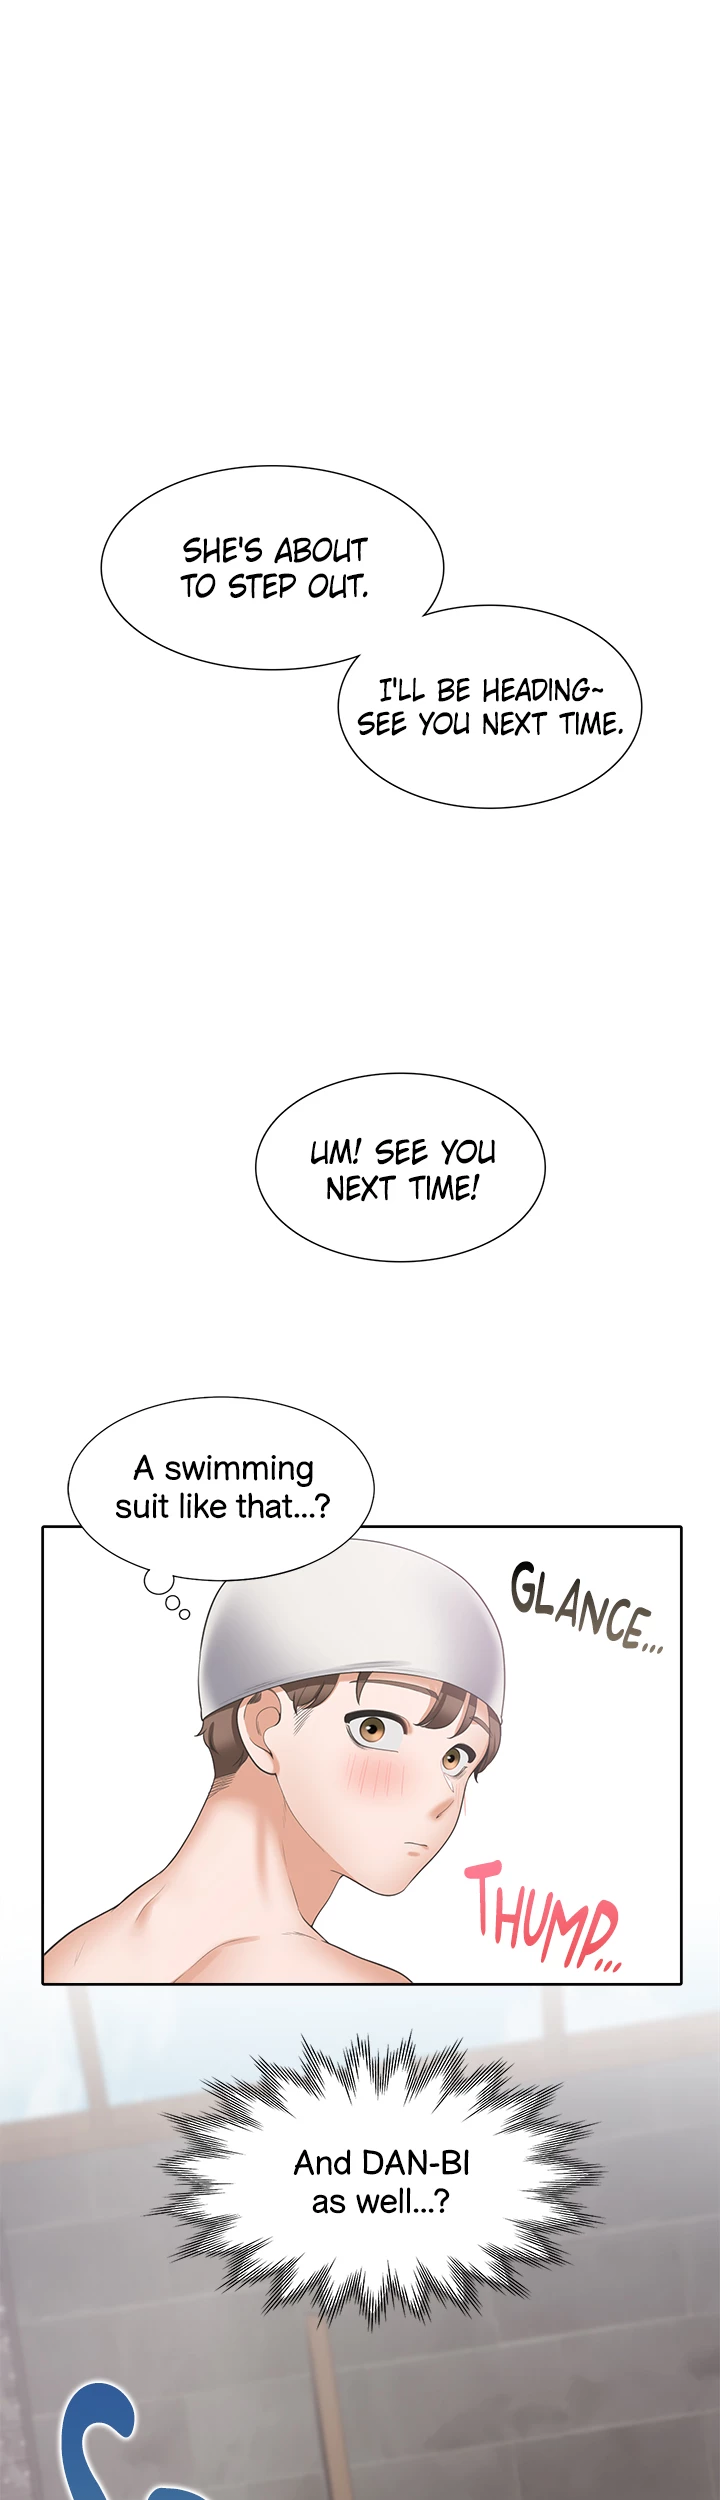 SHE'S ABOUT
TO STEP OUT.
I'LL BE HEADING~
SEE YOU NEXT TIME.
UM! SEE YOU
NEXT TIME!
A swimming
suit like that...?
GLANCE...
THUMP...
And DAN-BI
as well...?